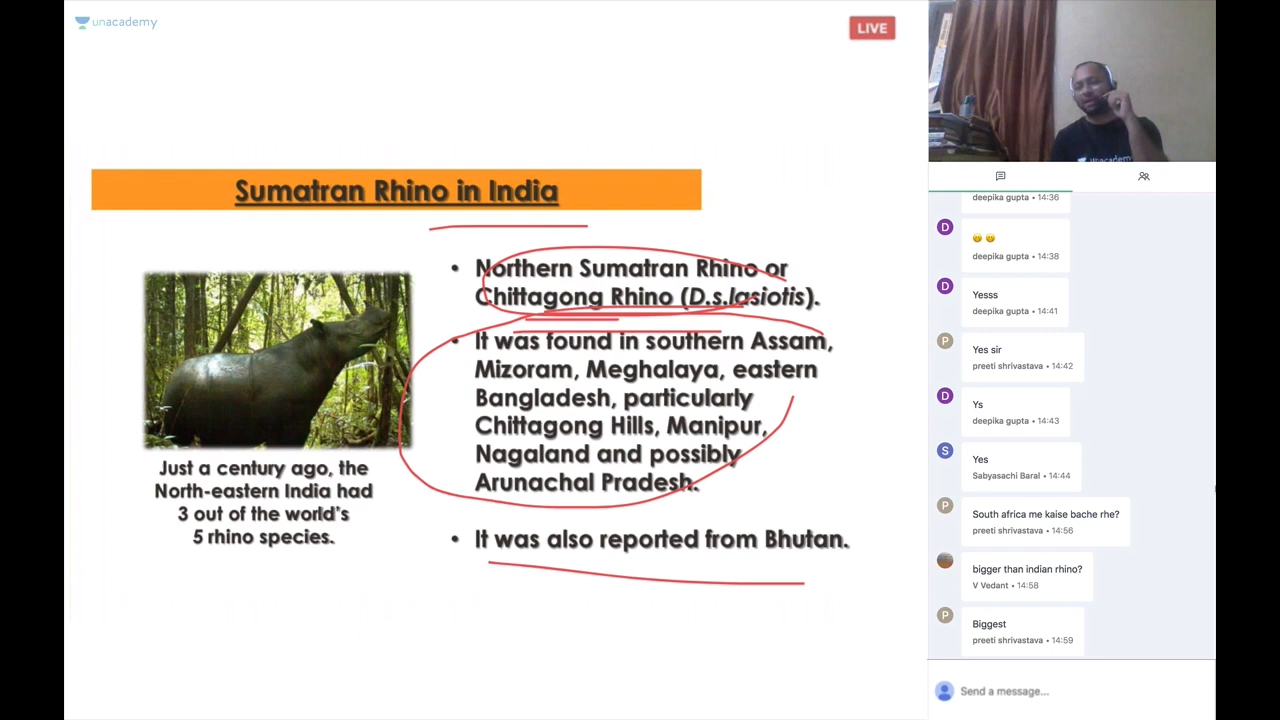 unacademy
LIVE
Sumatran Rhino in India
• Northern Sumatran Rhino or
Chittagong Rhino (D.s.lasiotis).
• It was found in southern Assam,
Mizoram, Meghalaya, eastern
Bangladesh, particularly
Chittagong Hills, Manipur,
Nagaland and possibly
Arunachal Pradesh.
• It was also reported from Bhutan.
Just a century ago, the
North-eastern India had
3 out of the world's
5 rhino species.
unacademy
deepika gupta • 14:36
D
😊 😊
deepika gupta • 14:38
D
Yesss
deepika gupta • 14:41
P
Yes sir
preeti shrivastava • 14:42
D
Ys
deepika gupta • 14:43
S
Yes
Sabyasachi Baral • 14:44
P
South africa me kaise bache rhe?
preeti shrivastava • 14:56
bigger than indian rhino?
V Vedant • 14:58
P
Biggest
preeti shrivastava • 14:59
Send a message...